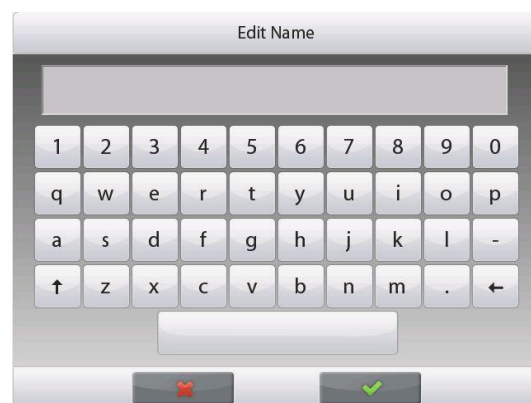 Edit Name
1 2 3 4 5 6 7 8 9 0
q w e r t y u i o p
a s d f g h j k l -
↑ z x c v b n m . ←